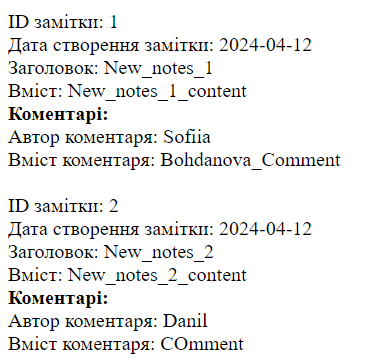 ID замітки: 1
Дата створення замітки: 2024-04-12
Заголовок: New_notes_1
Вміст: New_notes_1_content
Коментарі:
Автор коментаря: Sofiia
Вміст коментаря: Bohdanova_Comment
ID замітки: 2
Дата створення замітки: 2024-04-12
Заголовок: New_notes_2
Вміст: New_notes_2_content
Коментарі:
Автор коментаря: Danil
Вміст коментаря: COmment